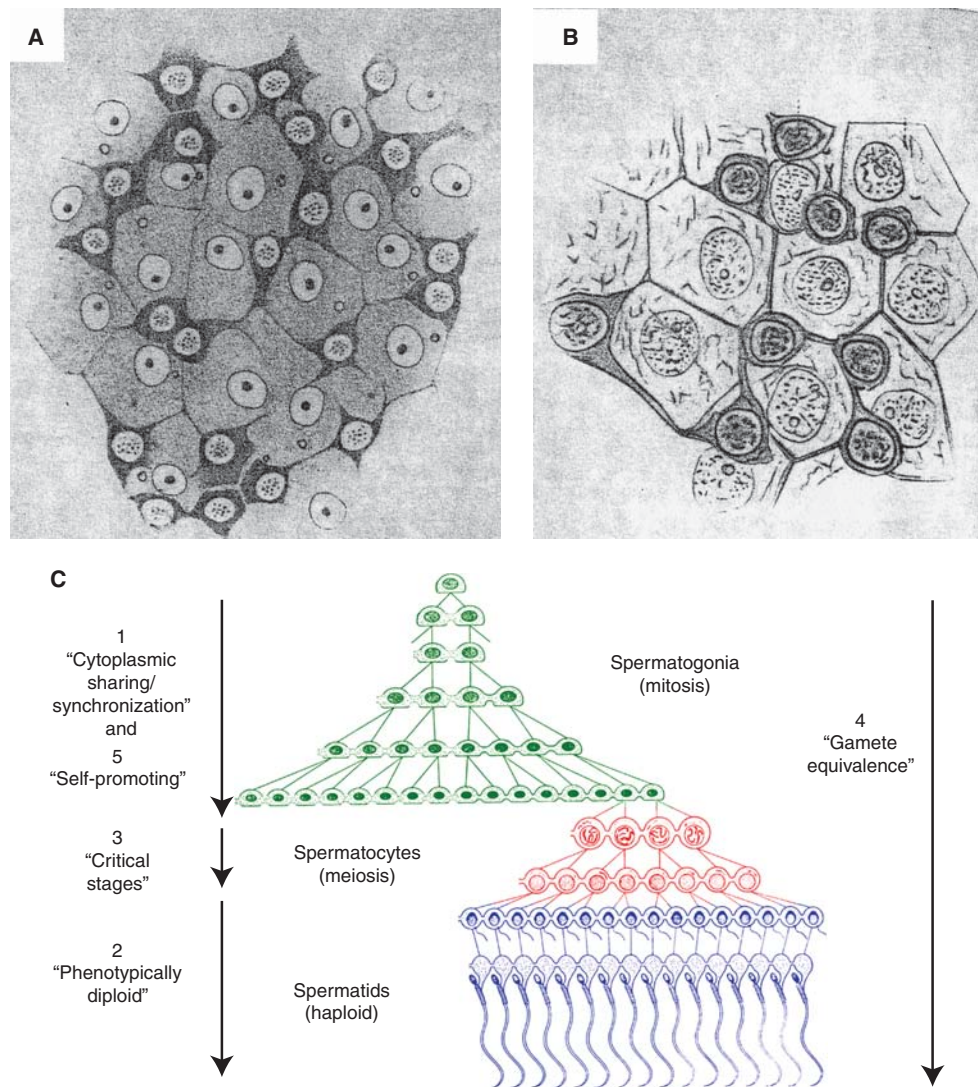 A
B
C
1
“Cytoplasmic
sharing/
synchronization”
and
5
“Self-promoting”
3
“Critical
stages”
2
“Phenotypically
diploid”
Spermatogonia
(mitosis)
Spermatocytes
(meiosis)
Spermatids
(haploid)
4
“Gamete
equivalence”